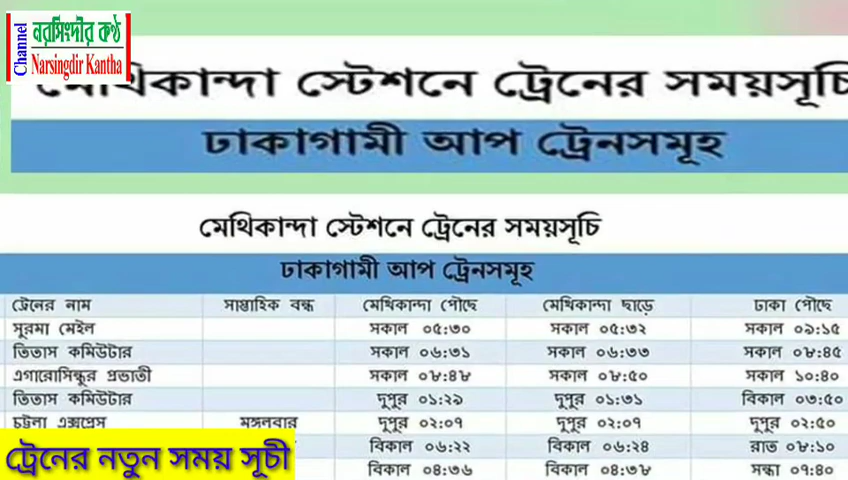 Channel
নরসিংদীর কণ্ঠ
Narsingdir Kantha
মেথিকান্দা স্টেশনে ট্রেনের সময়সূচি
ঢাকাগামী আপ ট্রেনসমূহ
মেথিকান্দা স্টেশনে ট্রেনের সময়সূচি
ঢাকাগামী আপ ট্রেনসমূহ
ট্রেনের নাম সাপ্তাহিক বন্ধ মেথিকান্দা পৌছে মেথিকান্দা ছাড়ে ঢাকা পৌছে
সুরমা মেইল সকাল ০৫:৩০ সকাল ০৫:৩২ সকাল ০৯:১৫
তিতাস কমিউটার সকাল ০৬:৩১ সকাল ০৬:৩৩ সকাল ০৮:৪৫
এগারোসিন্ধুর প্রভাতী সকাল ০৮:৪৮ সকাল ০৮:৫০ সকাল ১০:৪০
তিতাস কমিউটার দুপুর ০১:২৯ দুপুর ০১:৩১ বিকাল ০৩:৫০
চট্টলা এক্সপ্রেস মঙ্গলবার দুপুর ০২:০৭ দুপুর ০২:০৭ দুপুর ০২:৫০
বিকাল ০৬:২২ বিকাল ০৬:২৪ রাত ০৮:১০
বিকাল ০৪:৩৬ বিকাল ০৪:৩৮ সন্ধা ০৭:৪০
ট্রেনের নতুন সময় সূচী